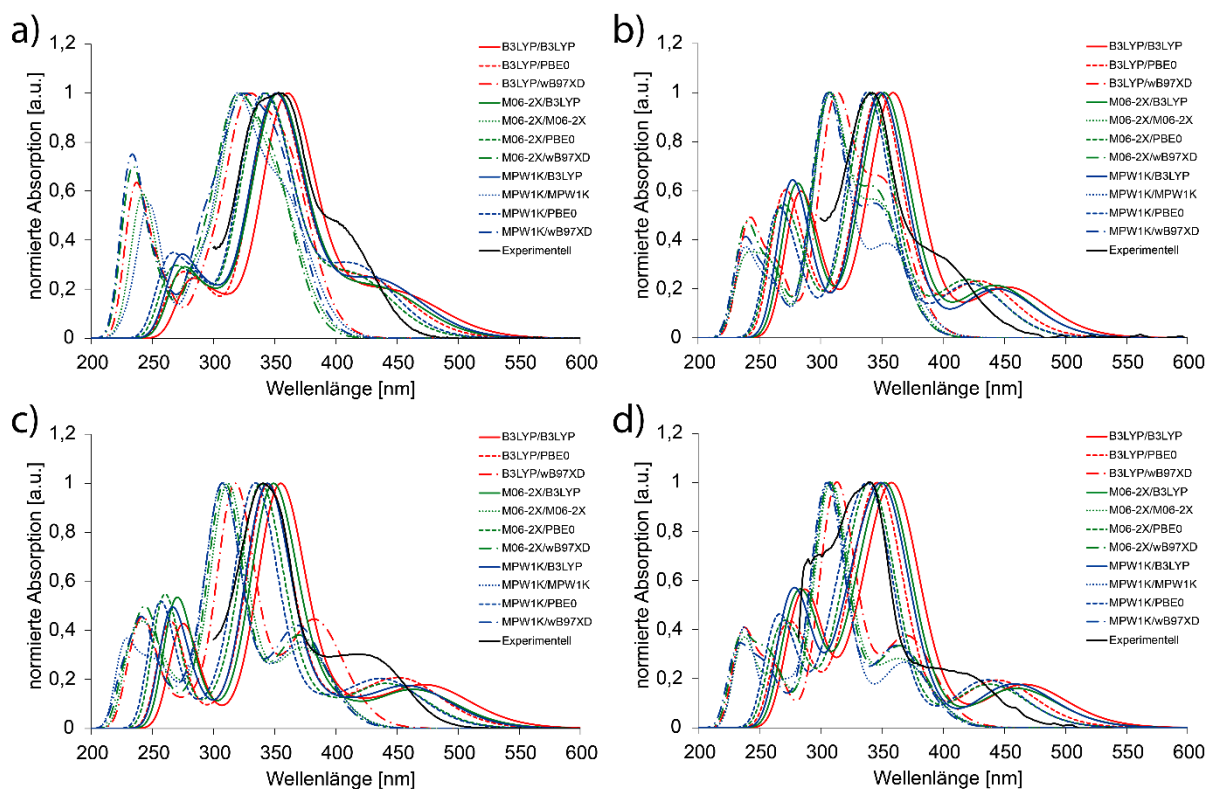 a)
1,2
1
0,8
0,6
0,4
0,2
0
normierte Absorption [a.u.]
200 250 300 350 400 450 500 550 600
Wellenlänge [nm]
B3LYP/B3LYP
B3LYP/PBE0
B3LYP/wB97XD
M06-2X/B3LYP
M06-2X/M06-2X
M06-2X/PBE0
M06-2X/wB97XD
MPW1K/B3LYP
MPW1K/MPW1K
MPW1K/PBE0
MPW1K/wB97XD
Experimentell
b)
1,2
1
0,8
0,6
0,4
0,2
0
normierte Absorption [a.u.]
200 250 300 350 400 450 500 550 600
Wellenlänge [nm]
B3LYP/B3LYP
B3LYP/PBE0
B3LYP/wB97XD
M06-2X/B3LYP
M06-2X/M06-2X
M06-2X/PBE0
M06-2X/wB97XD
MPW1K/B3LYP
MPW1K/MPW1K
MPW1K/PBE0
MPW1K/wB97XD
Experimentell
c)
1,2
1
0,8
0,6
0,4
0,2
0
normierte Absorption [a.u.]
200 250 300 350 400 450 500 550 600
Wellenlänge [nm]
B3LYP/B3LYP
B3LYP/PBE0
B3LYP/wB97XD
M06-2X/B3LYP
M06-2X/M06-2X
M06-2X/PBE0
M06-2X/wB97XD
MPW1K/B3LYP
MPW1K/MPW1K
MPW1K/PBE0
MPW1K/wB97XD
Experimentell
d)
1,2
1
0,8
0,6
0,4
0,2
0
normierte Absorption [a.u.]
200 250 300 350 400 450 500 550 600
Wellenlänge [nm]
B3LYP/B3LYP
B3LYP/PBE0
B3LYP/wB97XD
M06-2X/B3LYP
M06-2X/M06-2X
M06-2X/PBE0
M06-2X/wB97XD
MPW1K/B3LYP
MPW1K/MPW1K
MPW1K/PBE0
MPW1K/wB97XD
Experimentell